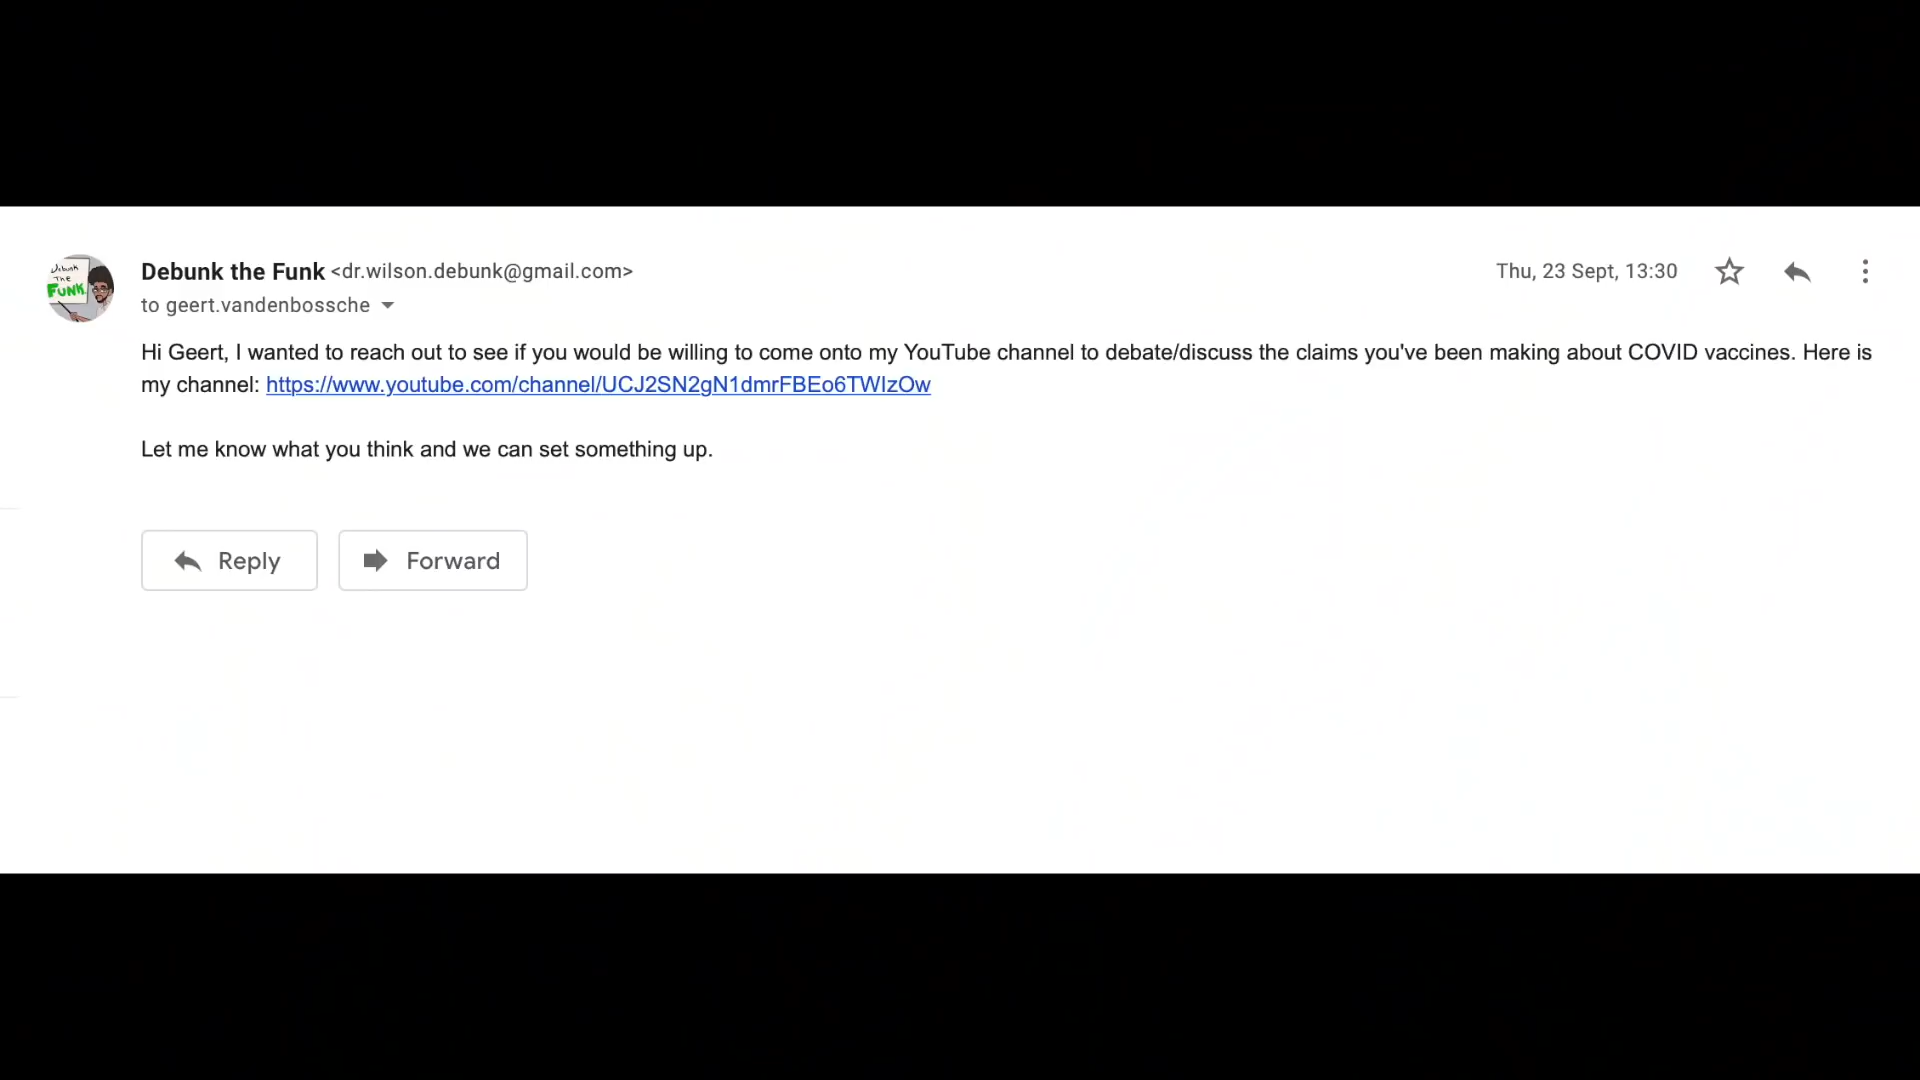 Debunk
The
FUNK
Debunk the Funk <dr.wilson.debunk@gmail.com>
Thu, 23 Sept, 13:30
to geert.vandenbossche
Hi Geert, I wanted to reach out to see if you would be willing to come onto my YouTube channel to debate/discuss the claims you've been making about COVID vaccines. Here is
my channel: https://www.youtube.com/channel/UCJ2SN2gN1dmrFBEo6TWIzOw
Let me know what you think and we can set something up.
Reply
Forward